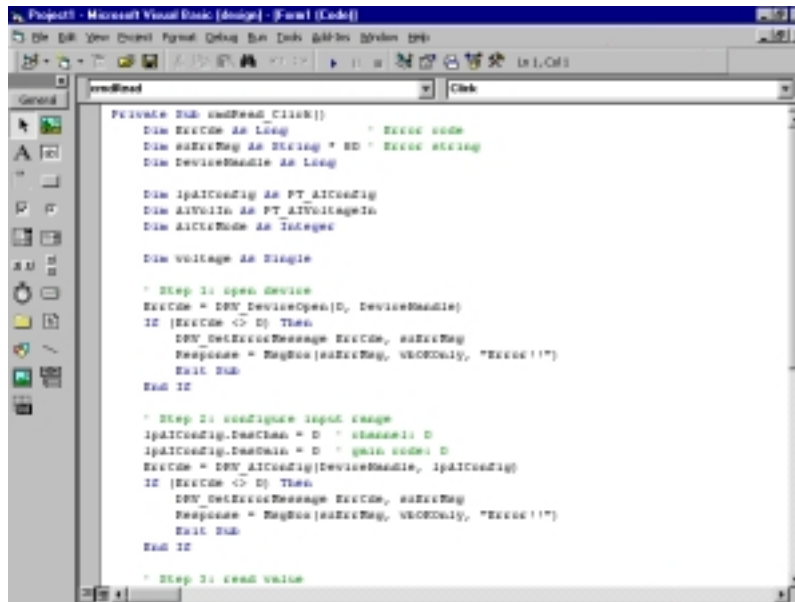 Project1 - Microsoft Visual Basic [design] - [Form1 (Code)]
File Edit View Project Format Debug Run Tools Add-Ins Window Help
Ln 1, Col 1
General
cmdRead Click
Private Sub cmdRead_Click()
Dim ErrCde As Long ' Error code
Dim szErrMsg As String * 80 ' Error string
Dim DeviceHandle As Long
Dim lpAIConfig As PT_AIConfig
Dim AiVolIn As PT_AIVoltageIn
Dim AiCtrMode As Integer
Dim voltage As Single
' Step 1: open device
ErrCde = DRV_DeviceOpen(0, DeviceHandle)
If (ErrCde <> 0) Then
DRV_GetErrorMessage ErrCde, szErrMsg
Response = MsgBox(szErrMsg, vbOKOnly, "Error!!")
Exit Sub
End If
' Step 2: configure input range
lpAIConfig.DasChan = 0 ' channel: 0
lpAIConfig.DasGain = 0 ' gain code: 0
ErrCde = DRV_AIConfig(DeviceHandle, lpAIConfig)
If (ErrCde <> 0) Then
DRV_GetErrorMessage ErrCde, szErrMsg
Response = MsgBox(szErrMsg, vbOKOnly, "Error!!")
Exit Sub
End If
' Step 3: read value